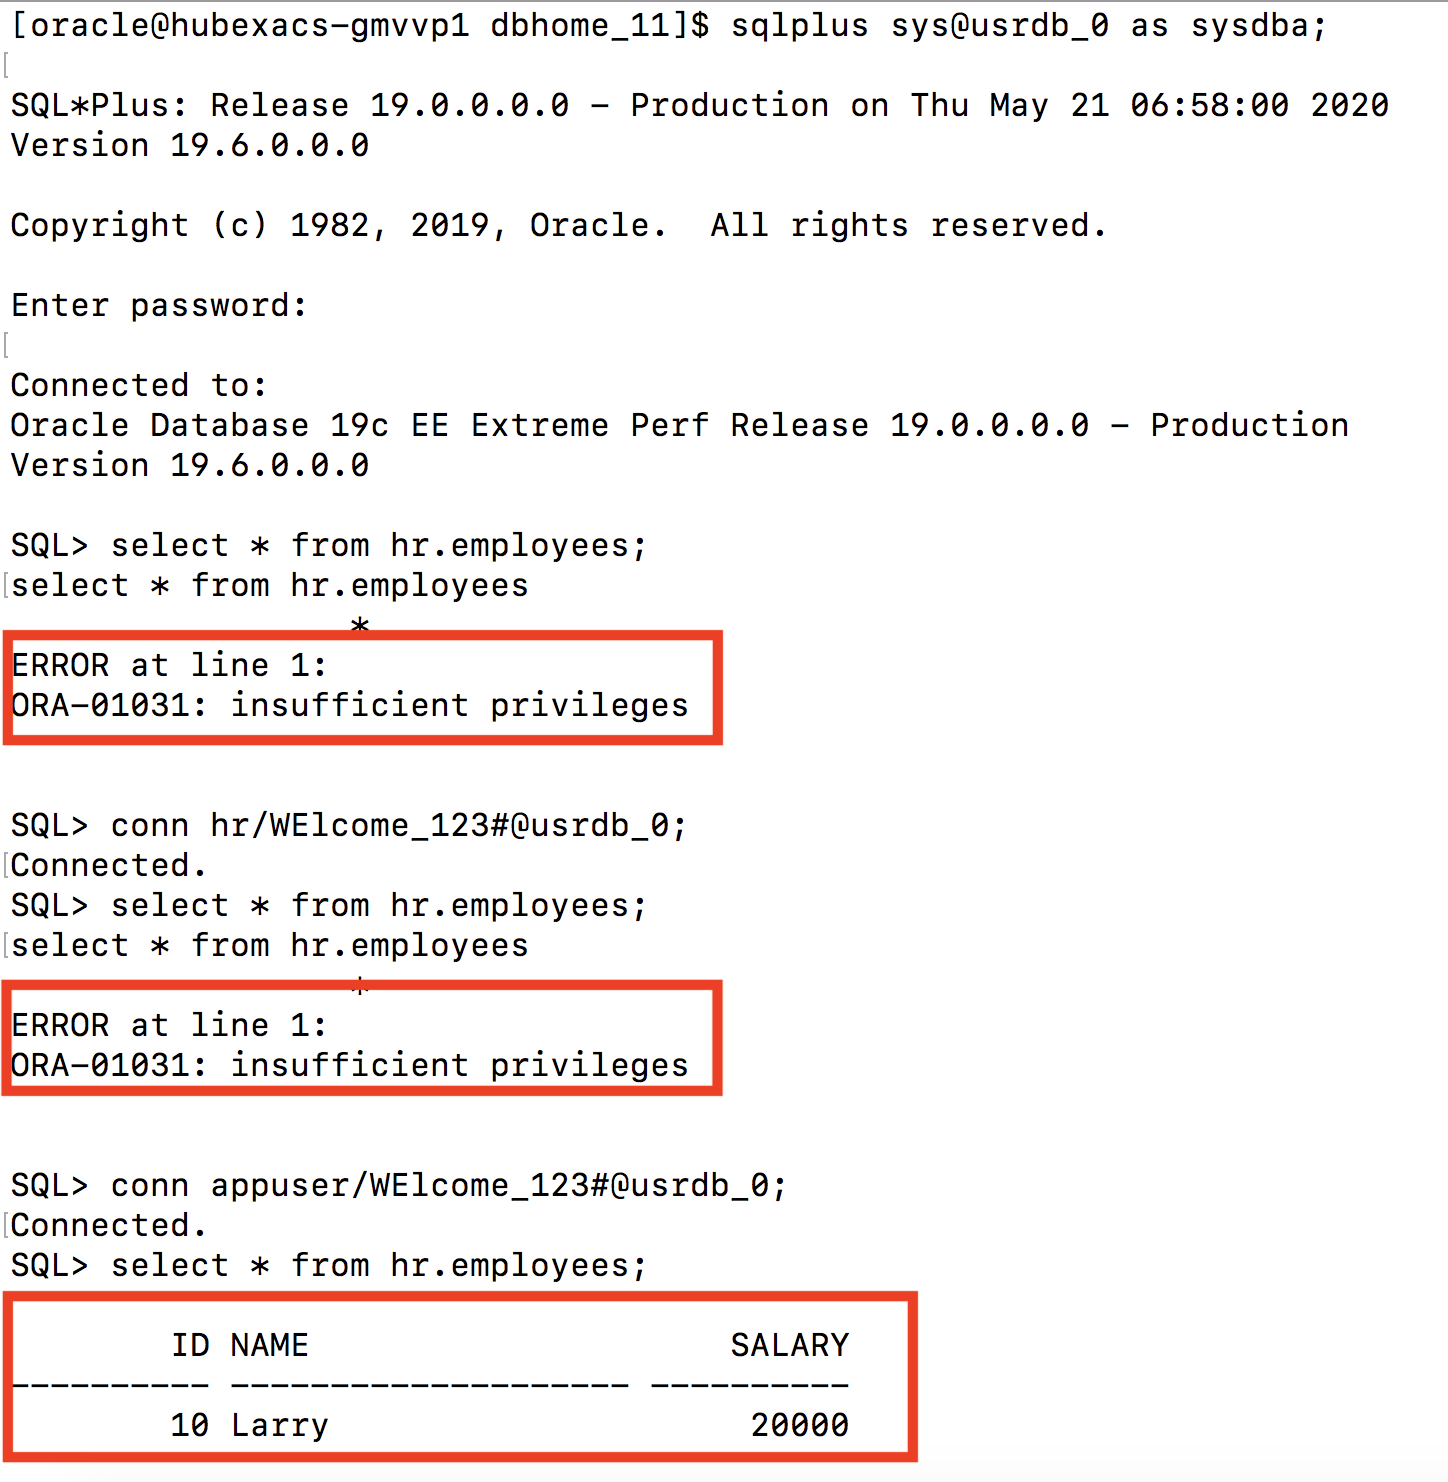 [oracle@hubexacs-gmvvp1 dbhome_11]$ sqlplus sys@usrdb_0 as sysdba;
[
SQL*Plus: Release 19.0.0.0.0 - Production on Thu May 21 06:58:00 2020
Version 19.6.0.0.0
Copyright (c) 1982, 2019, Oracle.  All rights reserved.
Enter password:
[
Connected to:
Oracle Database 19c EE Extreme Perf Release 19.0.0.0.0 - Production
Version 19.6.0.0.0
SQL> select * from hr.employees;
[select * from hr.employees
*
ERROR at line 1:
ORA-01031: insufficient privileges
SQL> conn hr/WElcome_123#@usrdb_0;
[Connected.
SQL> select * from hr.employees;
[select * from hr.employees
*
ERROR at line 1:
ORA-01031: insufficient privileges
SQL> conn appuser/WElcome_123#@usrdb_0;
[Connected.
SQL> select * from hr.employees;
ID NAME                     SALARY
---------- -------------------- ----------
10 Larry                     20000